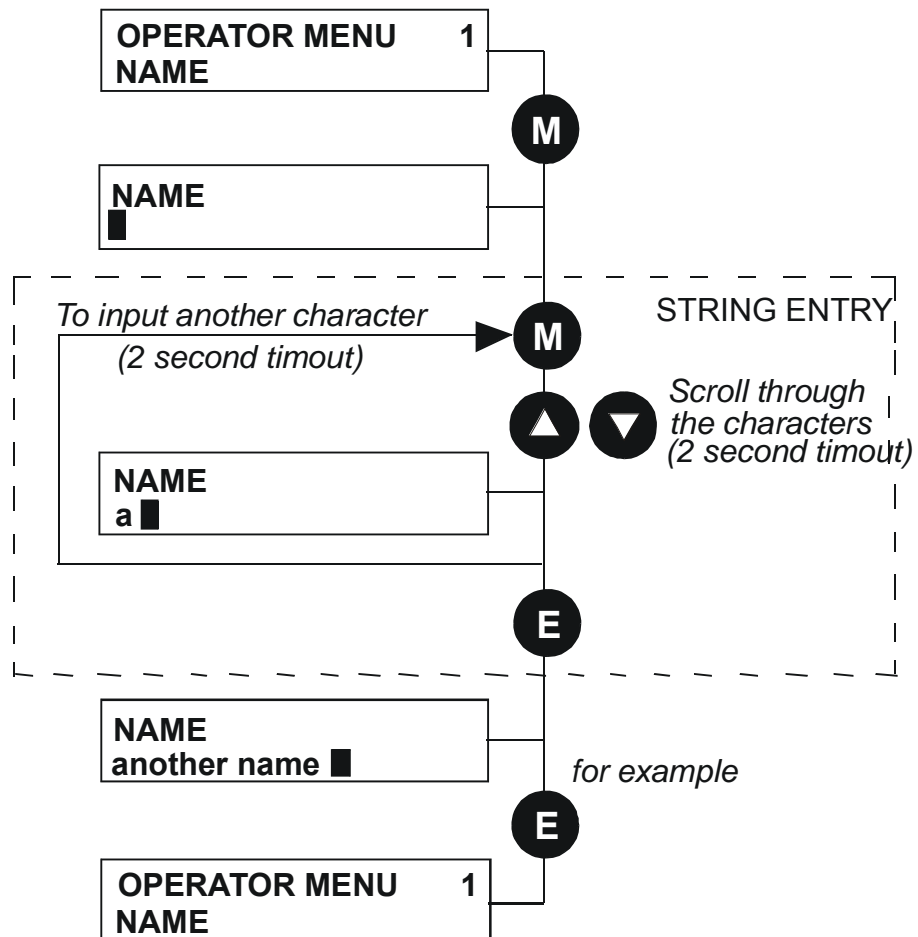 OPERATOR MENU 1
NAME
M
NAME
To input another character
(2 second timout)
M
STRING ENTRY
Scroll through
the characters
(2 second timout)
NAME
a
E
NAME
another name
for example
E
OPERATOR MENU 1
NAME